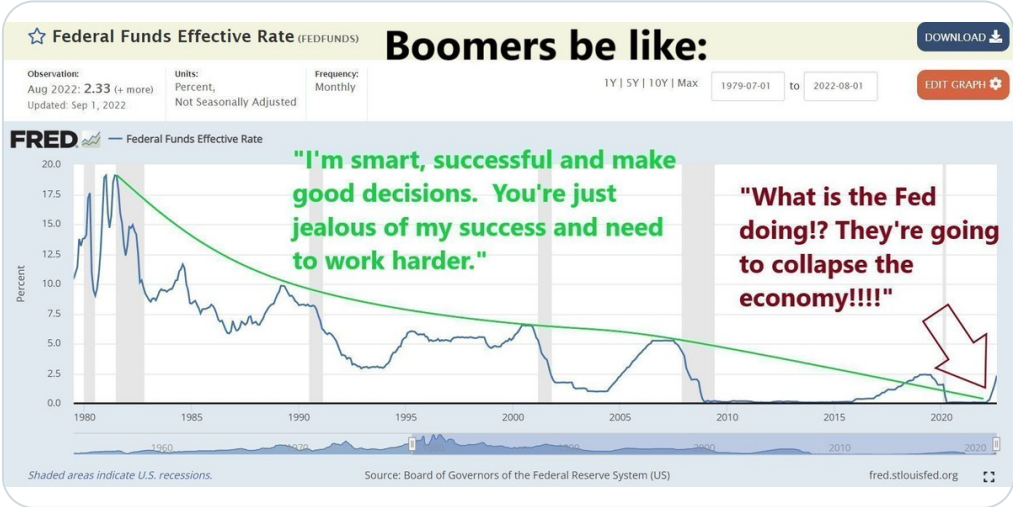 Federal Funds Effective Rate (FEDFUNDS)
Boomers be like:
DOWNLOAD
Observation:
Aug 2022: 2.33 (+ more)
Updated: Sep 1, 2022
Units:
Percent,
Not Seasonally Adjusted
Frequency:
Monthly
1Y | 5Y | 10Y | Max
1979-07-01 to 2022-08-01
EDIT GRAPH
FRED
Federal Funds Effective Rate
"I'm smart, successful and make
good decisions. You're just
jealous of my success and need
to work harder."
"What is the Fed
doing!? They're going
to collapse the
economy!!!!"
Percent
20.0
17.5
15.0
12.5
10.0
7.5
5.0
2.5
0.0
1980 1985 1990 1995 2000 2005 2010 2015 2020
1960 1970 2000 2010 2020
Shaded areas indicate U.S. recessions.
Source: Board of Governors of the Federal Reserve System (US)
fred.stlouisfed.org